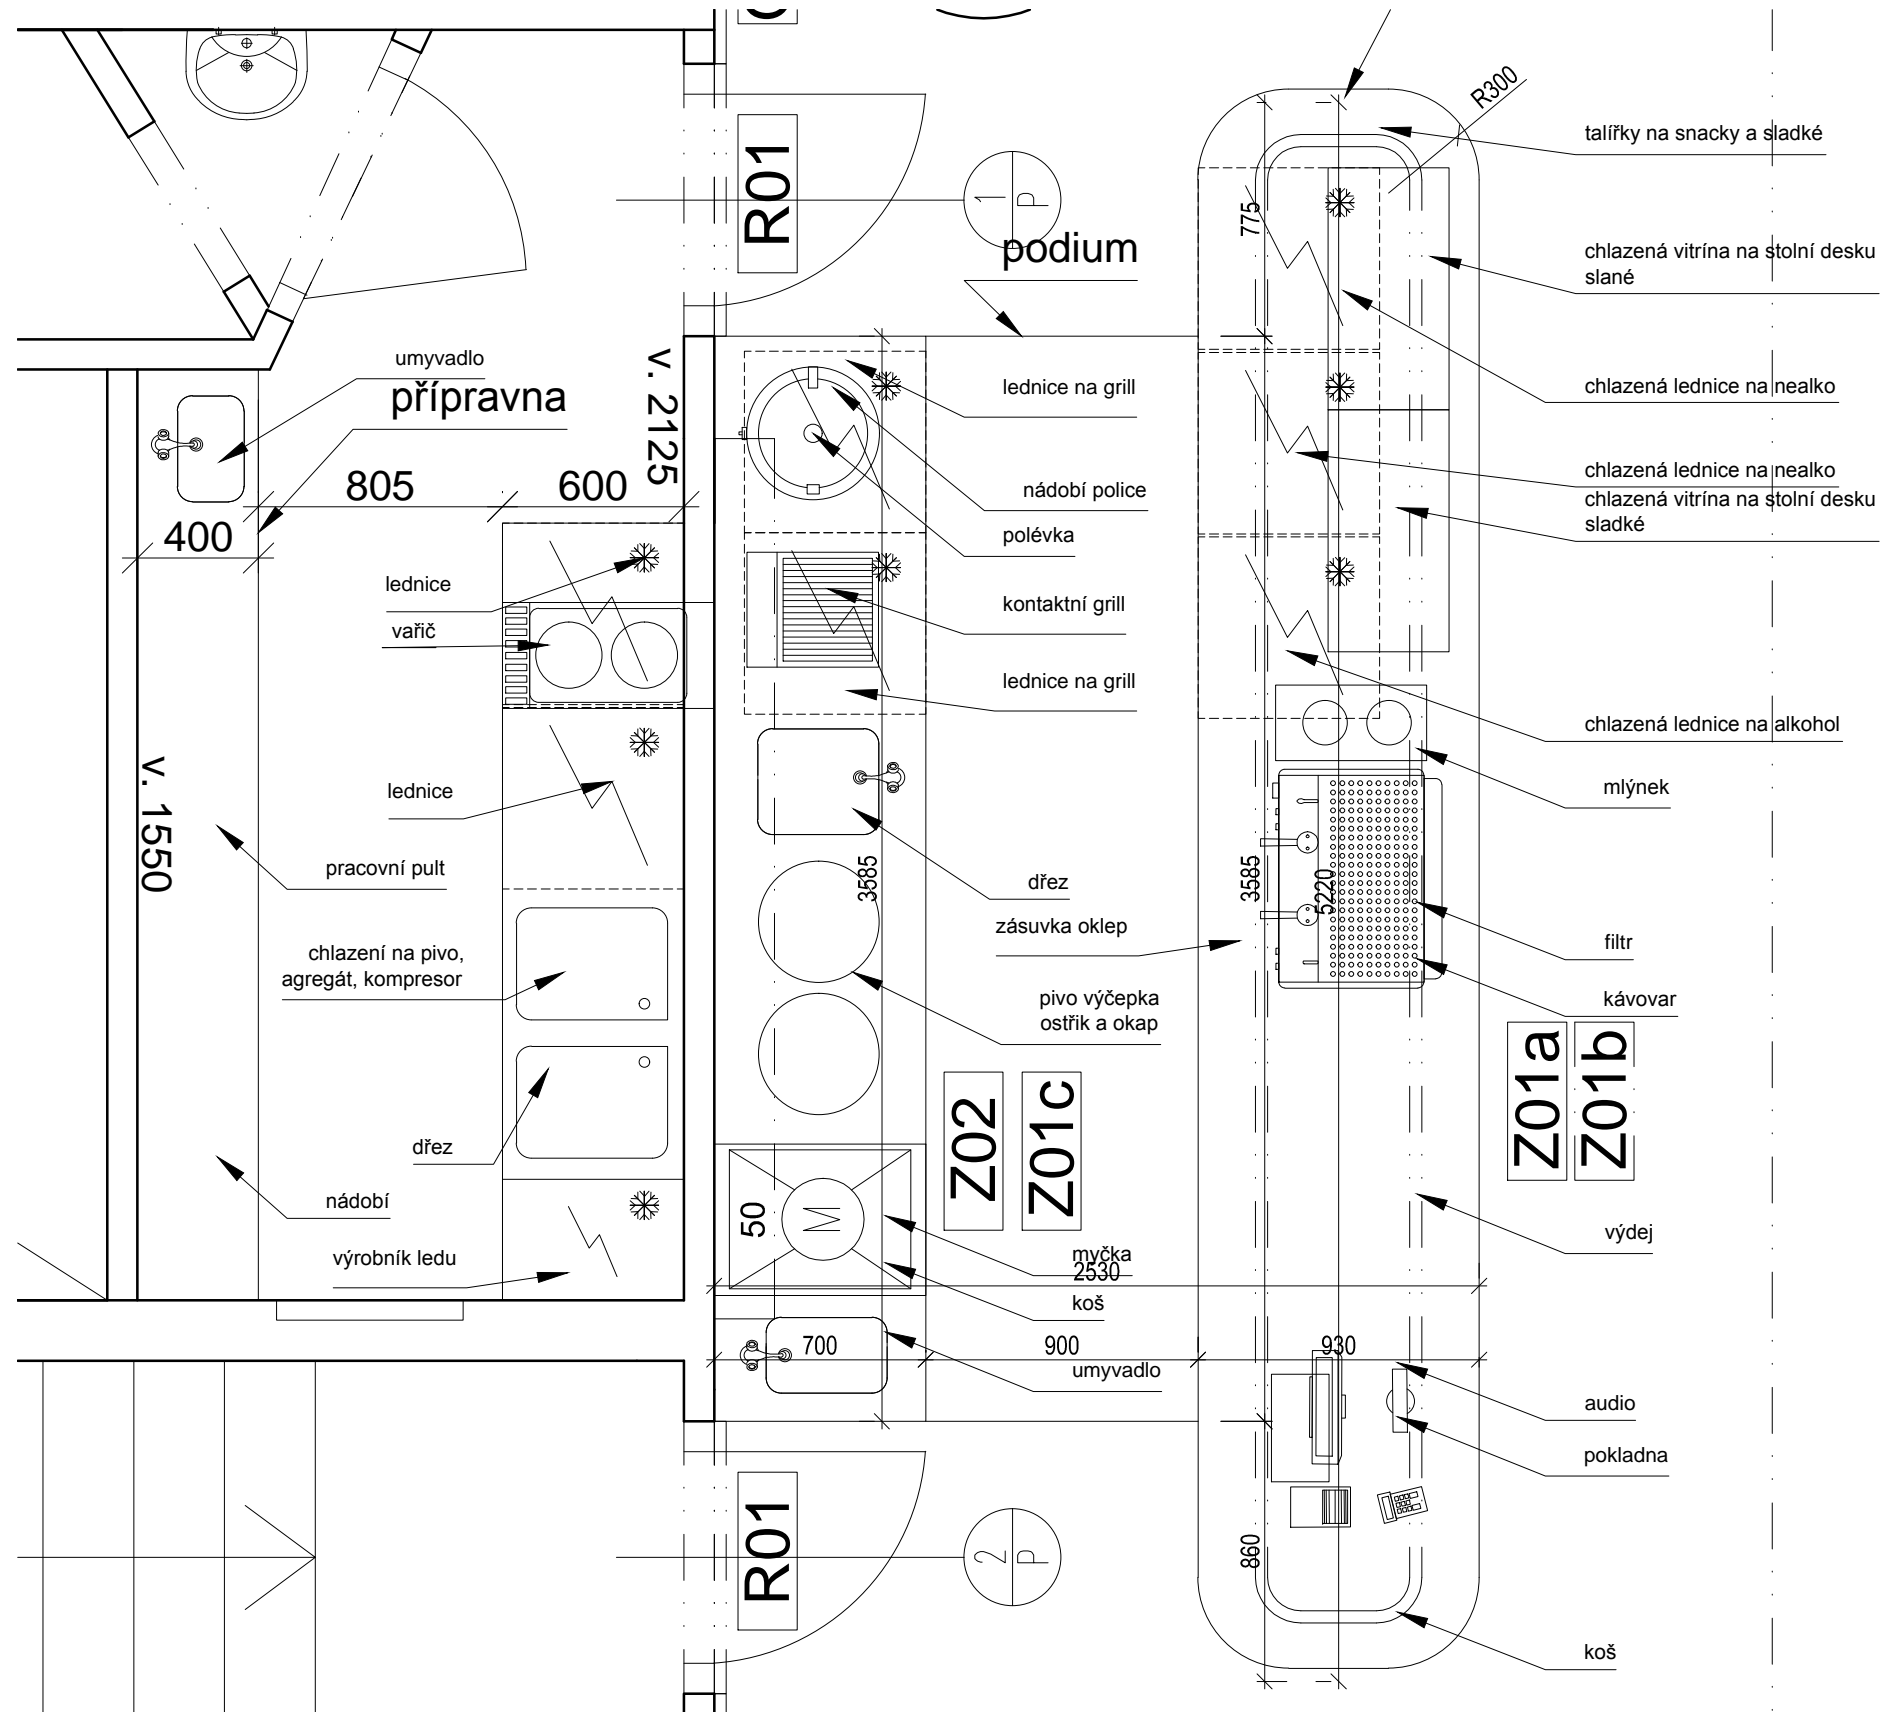 R300
talířky na snacky a sladké
R01
1
P
775
podium
chlazená vitrína na stolní desku
slané
umyvadlo
přípravna
v. 2125
lednice na grill
chlazená lednice na nealko
805
600
400
nádobí police
polévka
chlazená lednice na nealko
chlazená vitrína na stolní desku
sladké
lednice
vařič
kontaktní grill
lednice na grill
chlazená lednice na alkohol
v. 1550
lednice
mlýnek
pracovní pult
3585
dřez
3585
5220
zásuvka oklep
filtr
chlazení na pivo,
agregát, kompresor
pivo výčepka
ostřik a okap
kávovar
Z02
Z01c
Z01a
Z01b
dřez
nádobí
50
M
výdej
výrobník ledu
myčka
2530
koš
700
900
930
umyvadlo
audio
pokladna
R01
2
P
860
koš